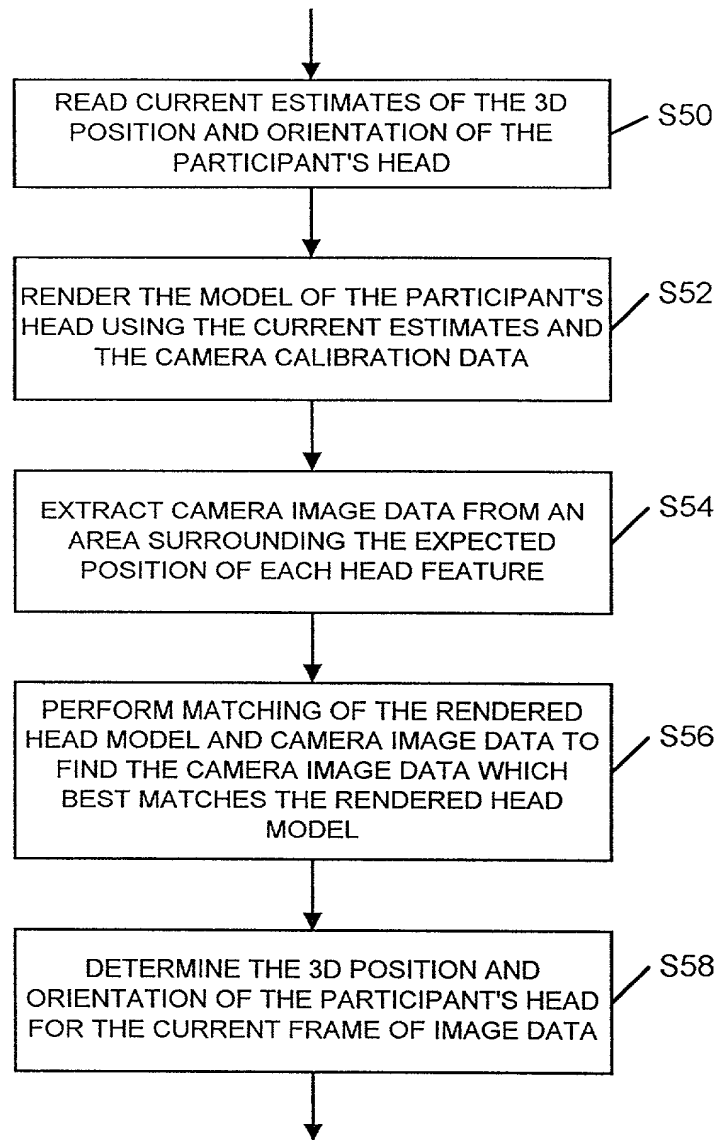 READ CURRENT ESTIMATES OF THE 3D
POSITION AND ORIENTATION OF THE
PARTICIPANT'S HEAD
S50
RENDER THE MODEL OF THE PARTICIPANT'S
HEAD USING THE CURRENT ESTIMATES AND
THE CAMERA CALIBRATION DATA
S52
EXTRACT CAMERA IMAGE DATA FROM AN
AREA SURROUNDING THE EXPECTED
POSITION OF EACH HEAD FEATURE
S54
PERFORM MATCHING OF THE RENDERED
HEAD MODEL AND CAMERA IMAGE DATA TO
FIND THE CAMERA IMAGE DATA WHICH
BEST MATCHES THE RENDERED HEAD
MODEL
S56
DETERMINE THE 3D POSITION AND
ORIENTATION OF THE PARTICIPANT'S HEAD
FOR THE CURRENT FRAME OF IMAGE DATA
S58